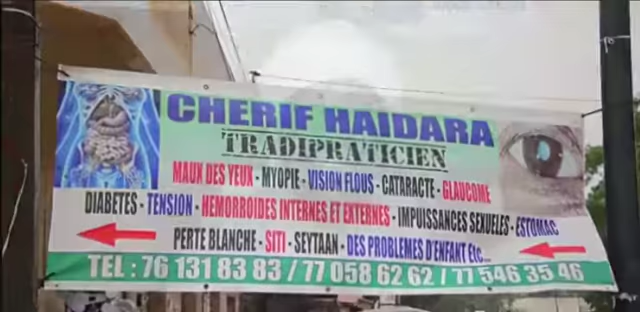 CHERIF HAIDARA
TRADIPRATICIEN
MAUX DES YEUX - MYOPIE - VISION FLOUS - CATARACTE - GLAUCOME
DIABETES - TENSION - HEMORROIDES INTERNES ET EXTERNES - IMPUISSANCES SEXUELES - ESTOMAC
PERTE BLANCHE - SITI - SEYTAAN - DES PROBLEMES D'ENFANT Etc...
TEL : 76 131 83 83 / 77 058 62 62 / 77 546 35 46